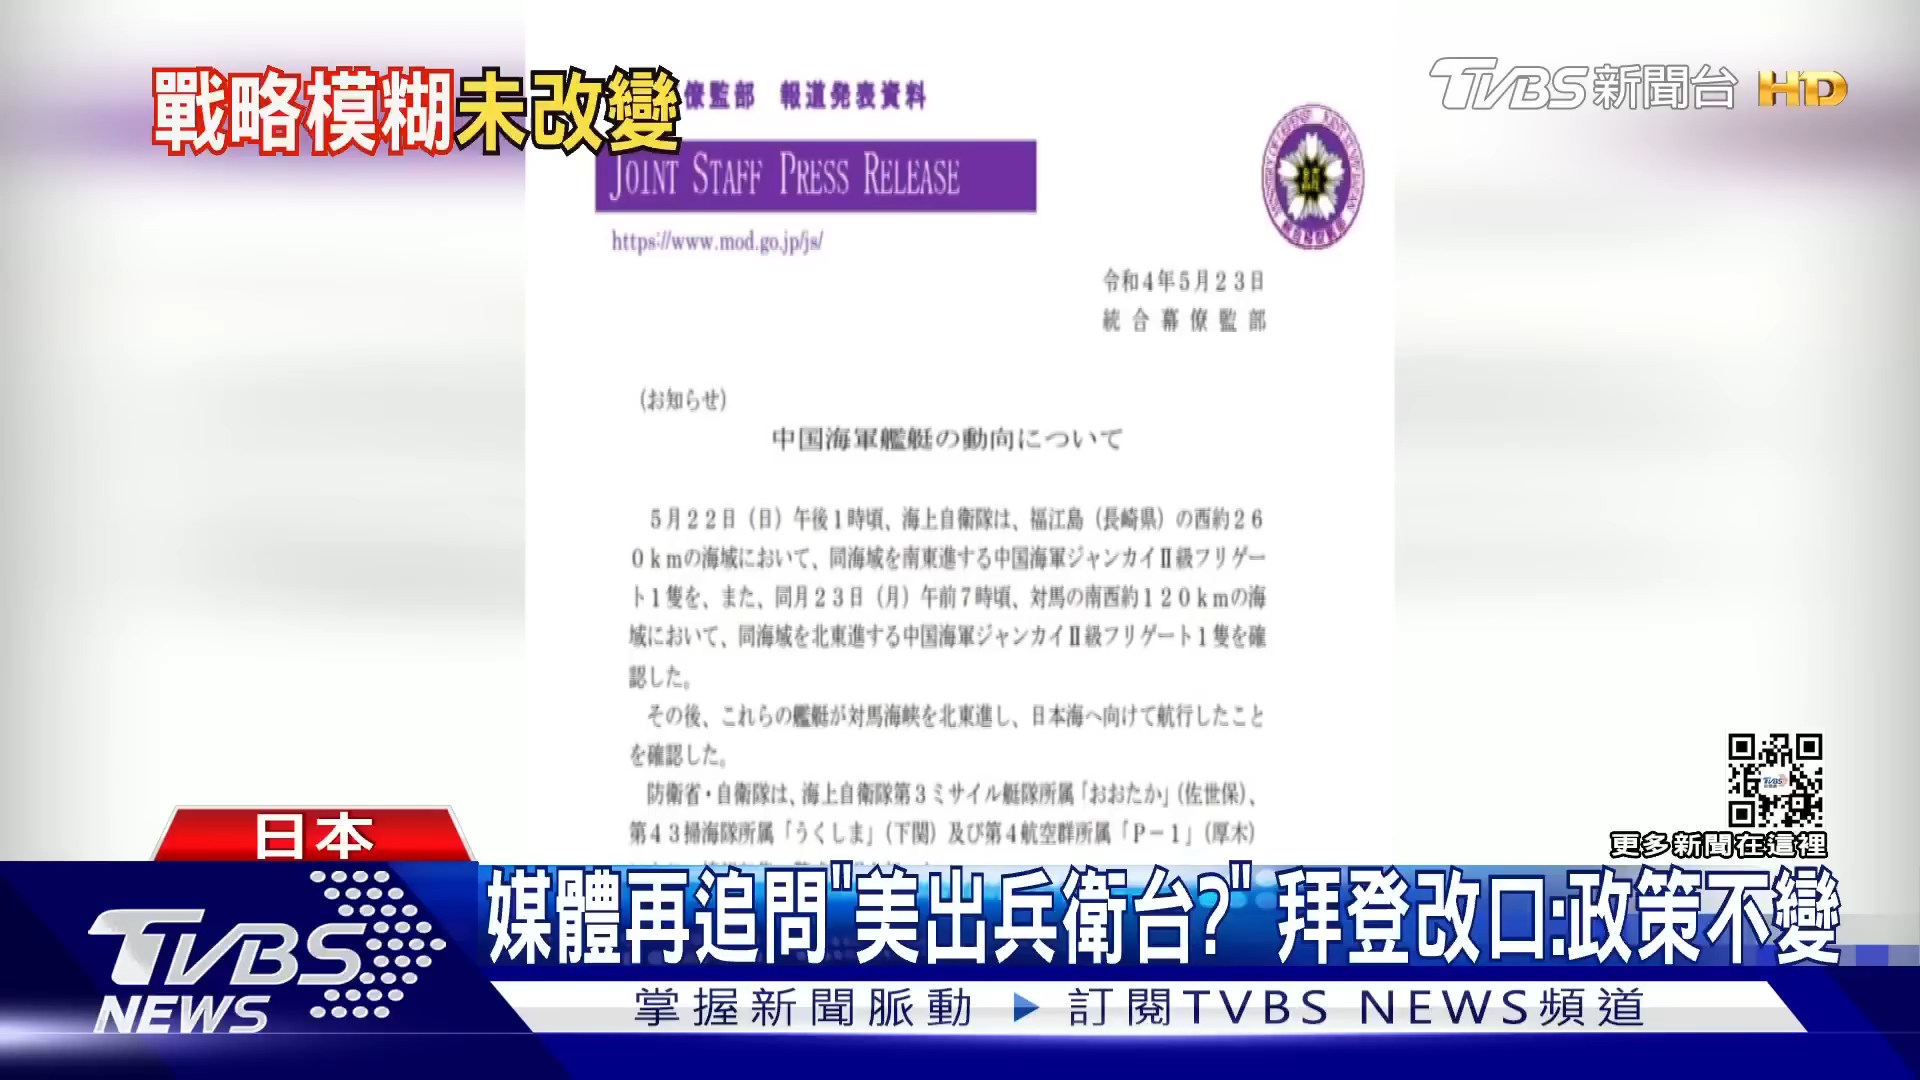 戰略模糊未改變
TVBS新聞台 HD
僚監部 報道発表資料
JOINT STAFF PRESS RELEASE
https://www.mod.go.jp/js/
令和4年5月23日
統合幕僚監部
(お知らせ)
中国海軍艦艇の動向について
5月22日(日)午後1時頃、海上自衛隊は、福江島(長崎県)の西約26
0kmの海域において、同海域を南東進する中国海軍ジャンカイⅡ級フリゲー
ト1隻を、また、同月23日(月)午前7時頃、対馬の南西約120kmの海
域において、同海域を北東進する中国海軍ジャンカイⅡ級フリゲート1隻を確
認した。
その後、これらの艦艇が対馬海峡を北東進し、日本海へ向けて航行したこと
を確認した。
防衛省・自衛隊は、海上自衛隊第3ミサイル艇隊所属「おおたか」(佐世保)、
第43掃海隊所属「うくしま」(下関)及び第4航空群所属「P-1」(厚木)
更多新聞在這裡
日本
媒體再追問"美出兵衛台?" 拜登改口:政策不變
TVBS
NEWS
掌握新聞脈動 ▶ 訂閱TVBS NEWS頻道